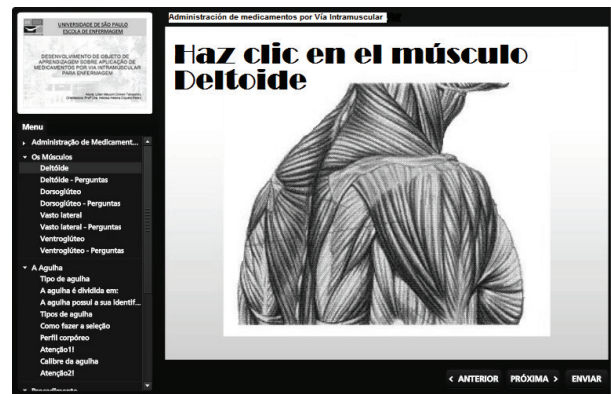 UNIVERSIDADE DE SÃO PAULO
ESCOLA DE ENFERMAGEM
DESENVOLVIMENTO DE OBJETO DE
APRENDIZAGEM SOBRE APLICAÇÃO DE
MEDICAMENTOS POR VIA INTRAMUSCULAR
PARA ENFERMAGEM
Menu
Administração de Medicament...
Os Músculos
Deltóide
Deltóide - Perguntas
Dorsoglúteo
Dorsoglúteo - Perguntas
Vasto lateral
Vasto lateral - Perguntas
Ventroglúteo
Ventroglúteo - Perguntas
A Agulha
Tipo de agulha
A agulha é dividida em:
A agulha possui a sua identif...
Tipos de agulha
Como fazer a seleção
Perfil corpóreo
Atenção1!
Calibre da agulha
Atenção2!
Administración de medicamentos por Vía Intramuscular
Haz clic en el músculo
Deltoide
< ANTERIOR PRÓXIMA > ENVIAR